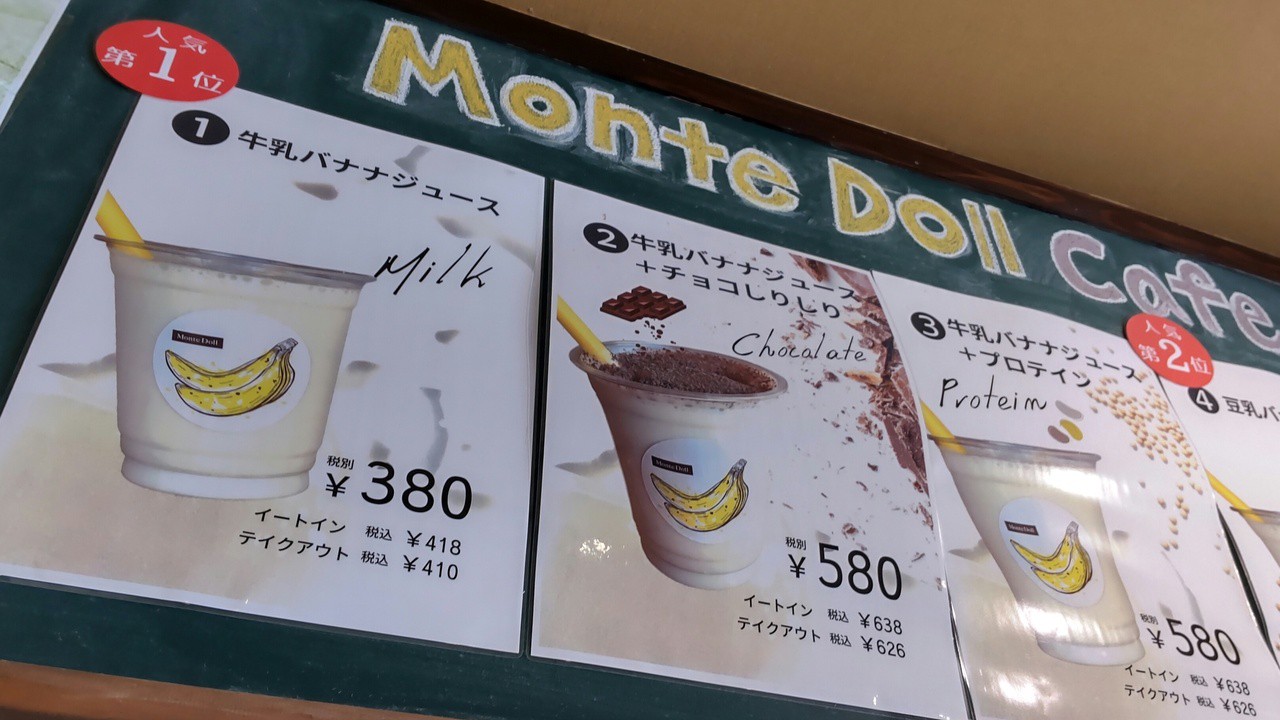 Monte Doll Cafe
人気
第1位
1 牛乳バナナジュース
Milk
Monte Doll
税別
¥380
イートイン 税込 ¥418
テイクアウト 税込 ¥410
2 牛乳バナナジュース
+チョコしりしり
Chocolate
Monte Doll
税別
¥580
イートイン 税込 ¥638
テイクアウト 税込 ¥626
3 牛乳バナナジュース
+プロテイン
Protein
Monte Doll
税別
¥580
イートイン 税込 ¥638
テイクアウト 税込 ¥626
人気
第2位
4 豆乳バ